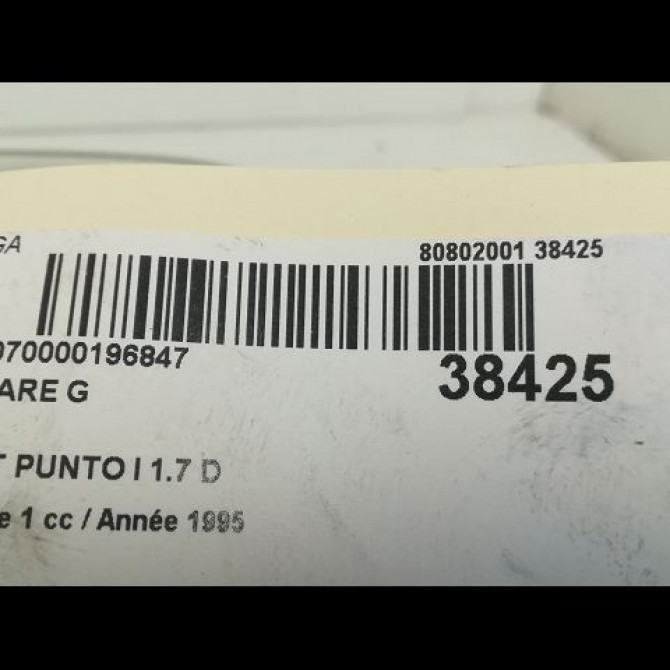 GA 80802001 38425
070000196847 38425
ARE G
T PUNTO I 1.7 D
e 1 cc / Année 1995